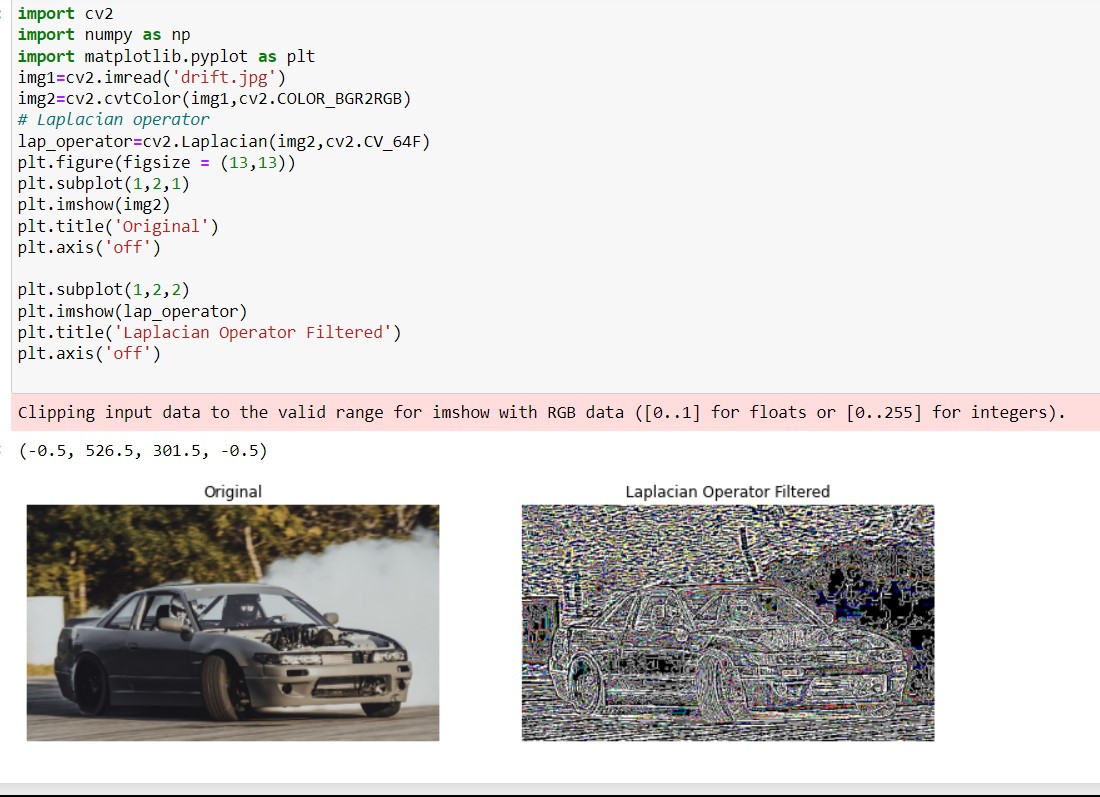 import cv2
import numpy as np
import matplotlib.pyplot as plt
img1=cv2.imread('drift.jpg')
img2=cv2.cvtColor(img1,cv2.COLOR_BGR2RGB)
# Laplacian operator
lap_operator=cv2.Laplacian(img2,cv2.CV_64F)
plt.figure(figsize = (13,13))
plt.subplot(1,2,1)
plt.imshow(img2)
plt.title('Original')
plt.axis('off')
plt.subplot(1,2,2)
plt.imshow(lap_operator)
plt.title('Laplacian Operator Filtered')
plt.axis('off')
Clipping input data to the valid range for imshow with RGB data ([0..1] for floats or [0..255] for integers).
(-0.5, 526.5, 301.5, -0.5)
Original
Laplacian Operator Filtered